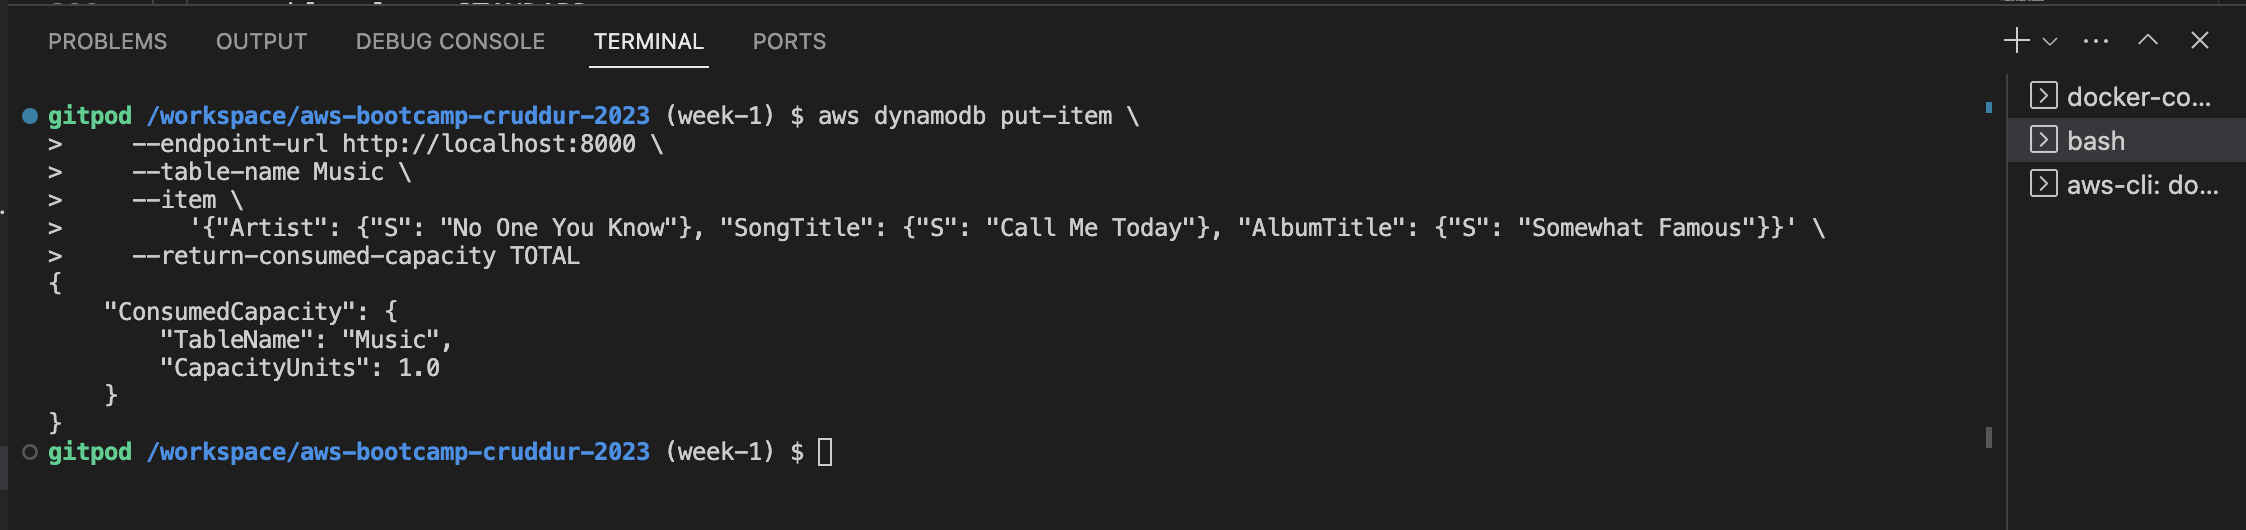 PROBLEMS OUTPUT DEBUG CONSOLE TERMINAL PORTS
gitpod /workspace/aws-bootcamp-cruddur-2023 (week-1) $ aws dynamodb put-item \
>     --endpoint-url http://localhost:8000 \
>     --table-name Music \
>     --item \
>         '{"Artist": {"S": "No One You Know"}, "SongTitle": {"S": "Call Me Today"}, "AlbumTitle": {"S": "Somewhat Famous"}}' \
>     --return-consumed-capacity TOTAL
{
    "ConsumedCapacity": {
        "TableName": "Music",
        "CapacityUnits": 1.0
    }
}
gitpod /workspace/aws-bootcamp-cruddur-2023 (week-1) $
docker-co...
bash
aws-cli: do...